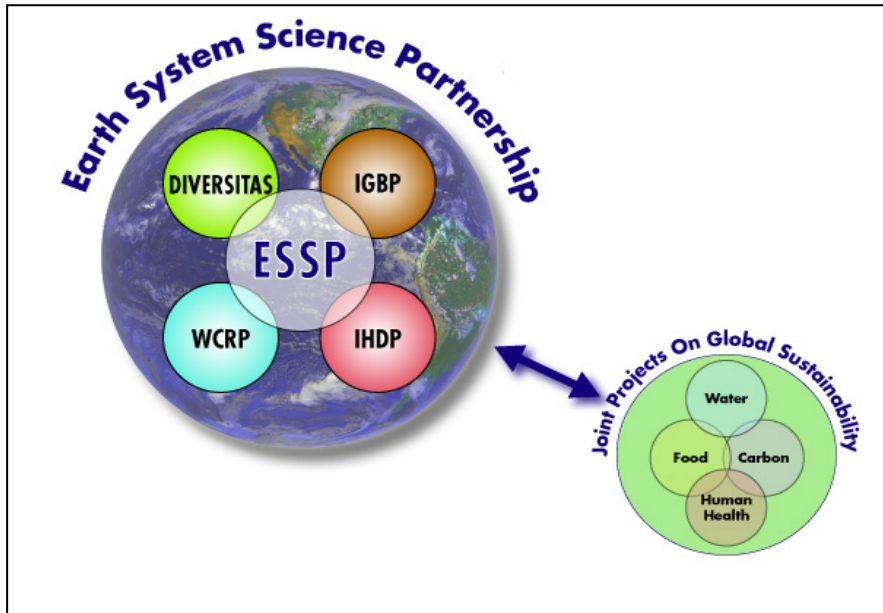 Earth System Science Partnership
DIVERSITAS
IGBP
ESSP
WCRP
IHDP
Joint Projects On Global Sustainability
Water
Food
Carbon
Human
Health